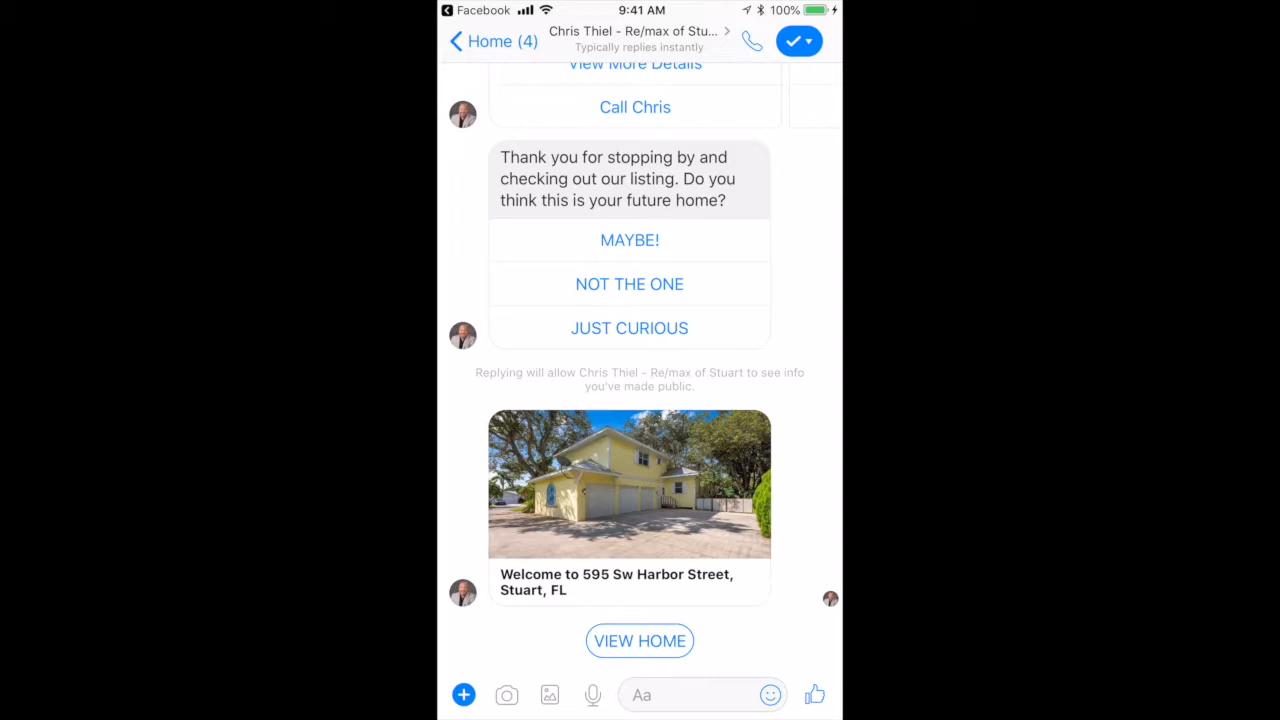 Facebook 9:41 AM 100%
Home (4) Chris Thiel - Re/max of Stu...
Typically replies instantly
View More Details
Call Chris
Thank you for stopping by and
checking out our listing. Do you
think this is your future home?
MAYBE!
NOT THE ONE
JUST CURIOUS
Replying will allow Chris Thiel - Re/max of Stuart to see info
you've made public.
Welcome to 595 Sw Harbor Street,
Stuart, FL
VIEW HOME
Aa